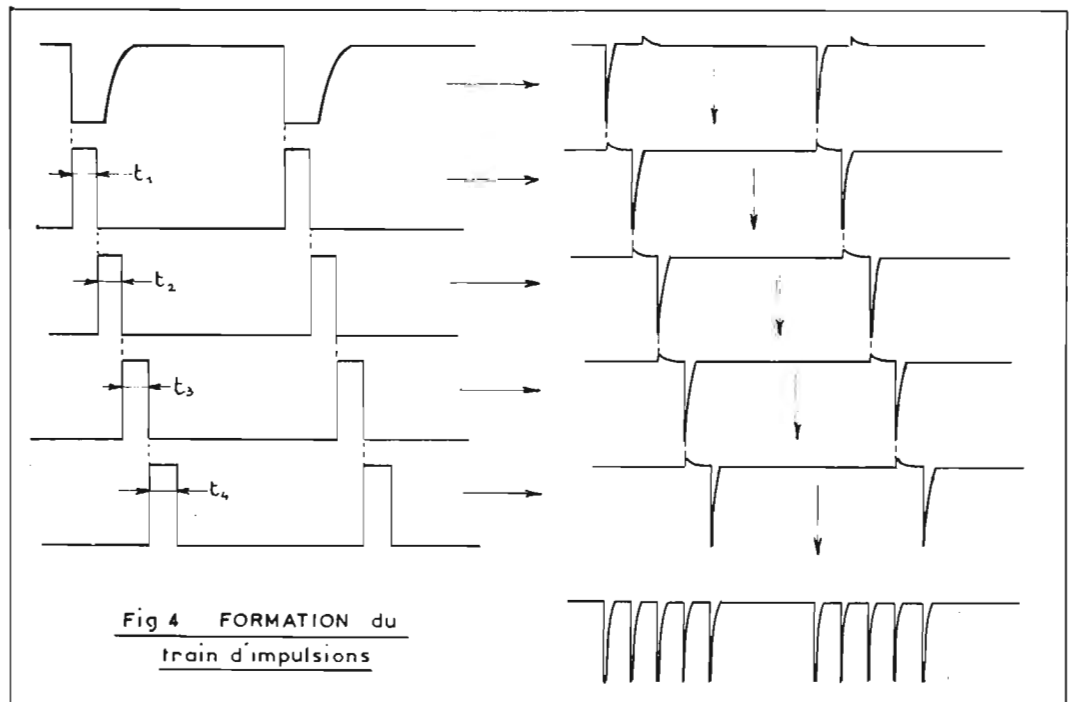 t₁
t₂
t₃
t₄
Fig 4 FORMATION du
train d'impulsions